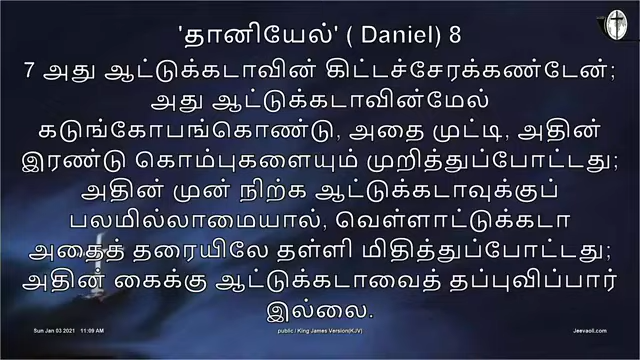 'தானியேல்' ( Daniel) 8
7 அது ஆட்டுக்கடாவின் கிட்டச்சேரக்கண்டேன்;
அது ஆட்டுக்கடாவின்மேல்
கடுங்கோபங்கொண்டு, அதை முட்டி, அதின்
இரண்டு கொம்புகளையும் முறித்துப்போட்டது;
அதின் முன் நிற்க ஆட்டுக்கடாவுக்குப்
பலமில்லாமையால், வெள்ளாட்டுக்கடா
அதைத் தரையிலே தள்ளி மிதித்துப்போட்டது;
அதின் கைக்கு ஆட்டுக்கடாவைத் தப்புவிப்பார்
இல்லை.
Sun Jan 03 2021 11:09 AM public / King James Version(KJV) Jeevaoli.com